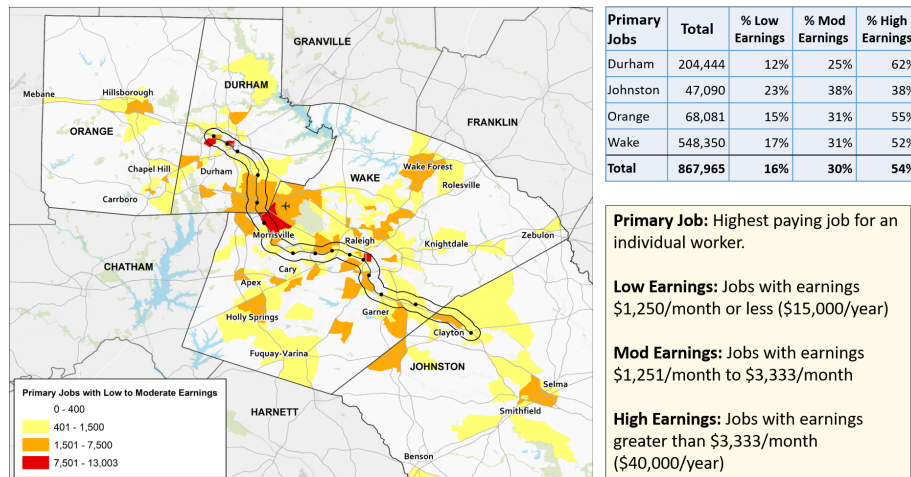 GRANVILLE
DURHAM
Mebane
Hillsborough
ORANGE
FRANKLIN
Chapel Hill
Durham
WAKE
Wake Forest
Rolesville
Carrboro
Morrisville
Raleigh
Knightdale
Zebulon
CHATHAM
Cary
Apex
Holly Springs
Garner
Clayton
Fuquay-Varina
JOHNSTON
Selma
HARNETT
Smithfield
Benson
Primary Jobs with Low to Moderate Earnings
0 - 400
401 - 1,500
1,501 - 7,500
7,501 - 13,003
Primary Jobs Total % Low Earnings % Mod Earnings % High Earnings
Durham 204,444 12% 25% 62%
Johnston 47,090 23% 38% 38%
Orange 68,081 15% 31% 55%
Wake 548,350 17% 31% 52%
Total 867,965 16% 30% 54%
Primary Job: Highest paying job for an
individual worker.
Low Earnings: Jobs with earnings
$1,250/month or less ($15,000/year)
Mod Earnings: Jobs with earnings
$1,251/month to $3,333/month
High Earnings: Jobs with earnings
greater than $3,333/month
($40,000/year)